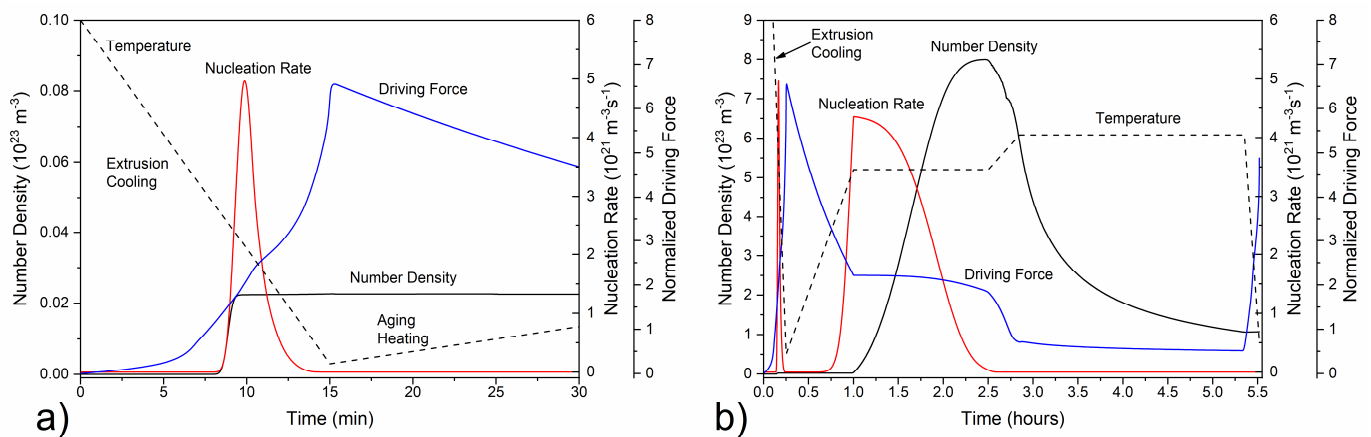 0.10
0.08
0.06
0.04
0.02
0.00
Number Density (10²³ m⁻³)
Temperature
Nucleation Rate
Driving Force
Extrusion
Cooling
Number Density
Aging
Heating
0 5 10 15 20 25 30
Time (min)
6
5
4
3
2
1
0
Nucleation Rate (10²¹ m⁻³s⁻¹)
8
7
6
5
4
3
2
1
0
Normalized Driving Force
a)
9
8
7
6
5
4
3
2
1
0
Number Density (10²³ m⁻³)
Extrusion
Cooling
Number Density
Nucleation Rate
Temperature
Driving Force
0.0 0.5 1.0 1.5 2.0 2.5 3.0 3.5 4.0 4.5 5.0 5.5
Time (hours)
6
5
4
3
2
1
0
Nucleation Rate (10²¹ m⁻³s⁻¹)
8
7
6
5
4
3
2
1
0
Normalized Driving Force
b)